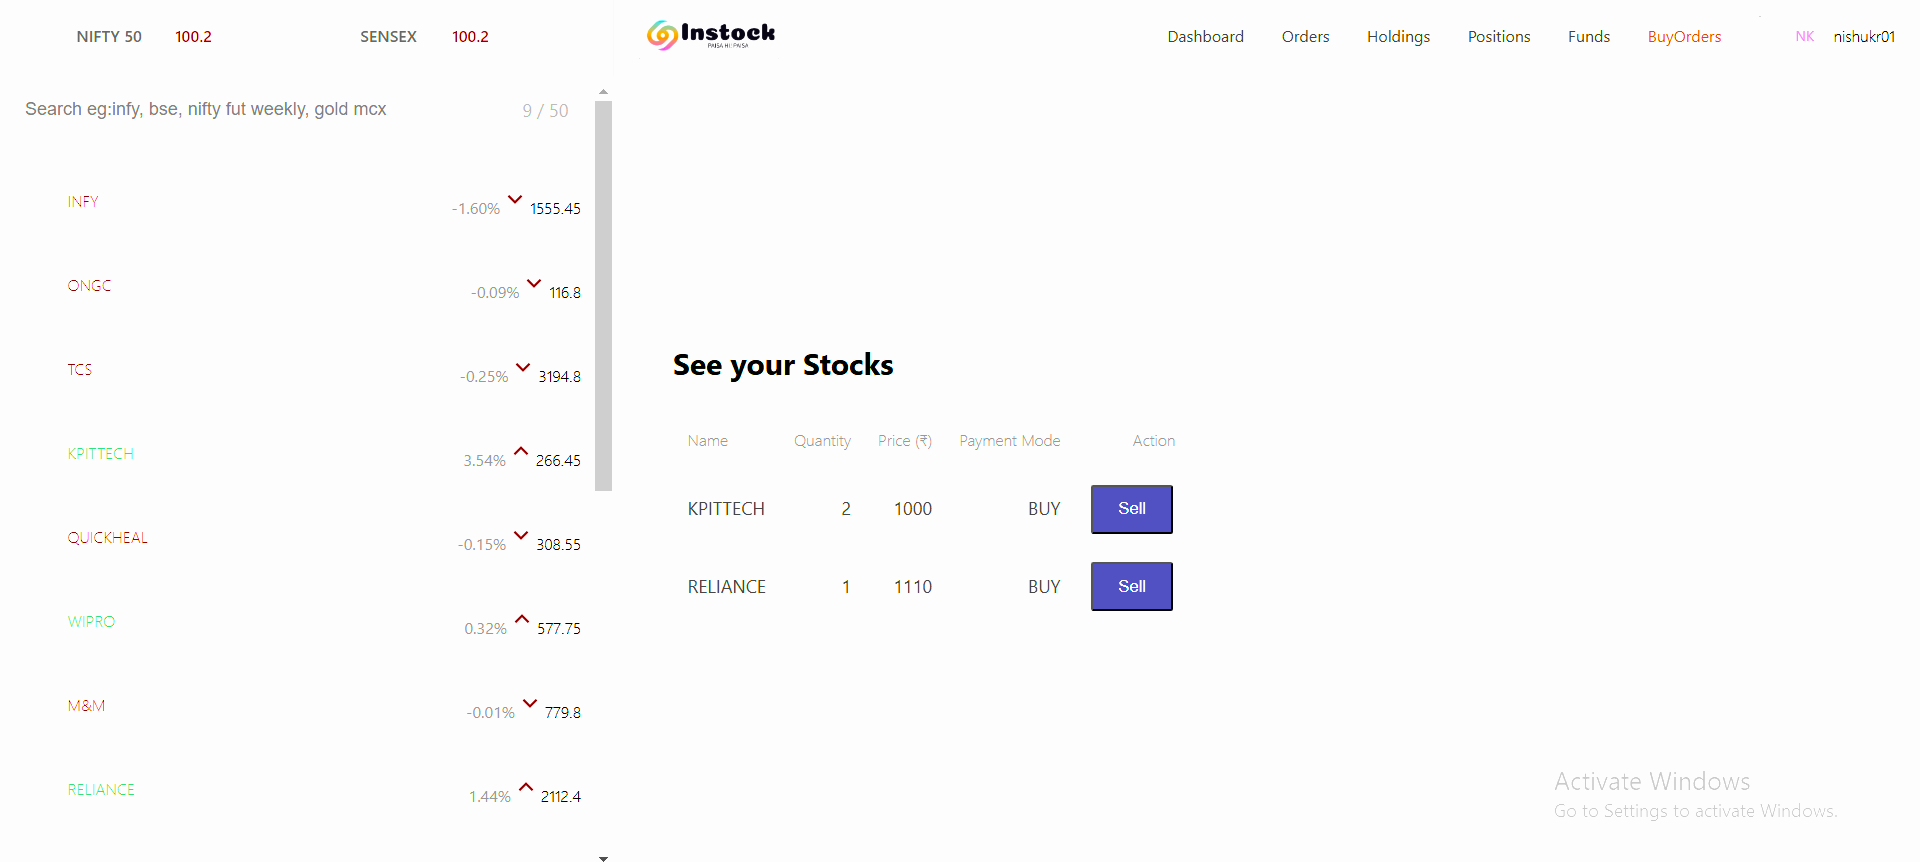 NIFTY 50 100.2 SENSEX 100.2
Instock
PAISA HI PAISA
Dashboard Orders Holdings Positions Funds BuyOrders NK nishukr01
Search eg:infy, bse, nifty fut weekly, gold mcx 9 / 50
INFY -1.60% 1555.45
ONGC -0.09% 116.8
TCS -0.25% 3194.8
KPITTECH 3.54% 266.45
QUICKHEAL -0.15% 308.55
WIPRO 0.32% 577.75
M&M -0.01% 779.8
RELIANCE 1.44% 2112.4
See your Stocks
Name Quantity Price (₹) Payment Mode Action
KPITTECH 2 1000 BUY Sell
RELIANCE 1 1110 BUY Sell
Activate Windows
Go to Settings to activate Windows.